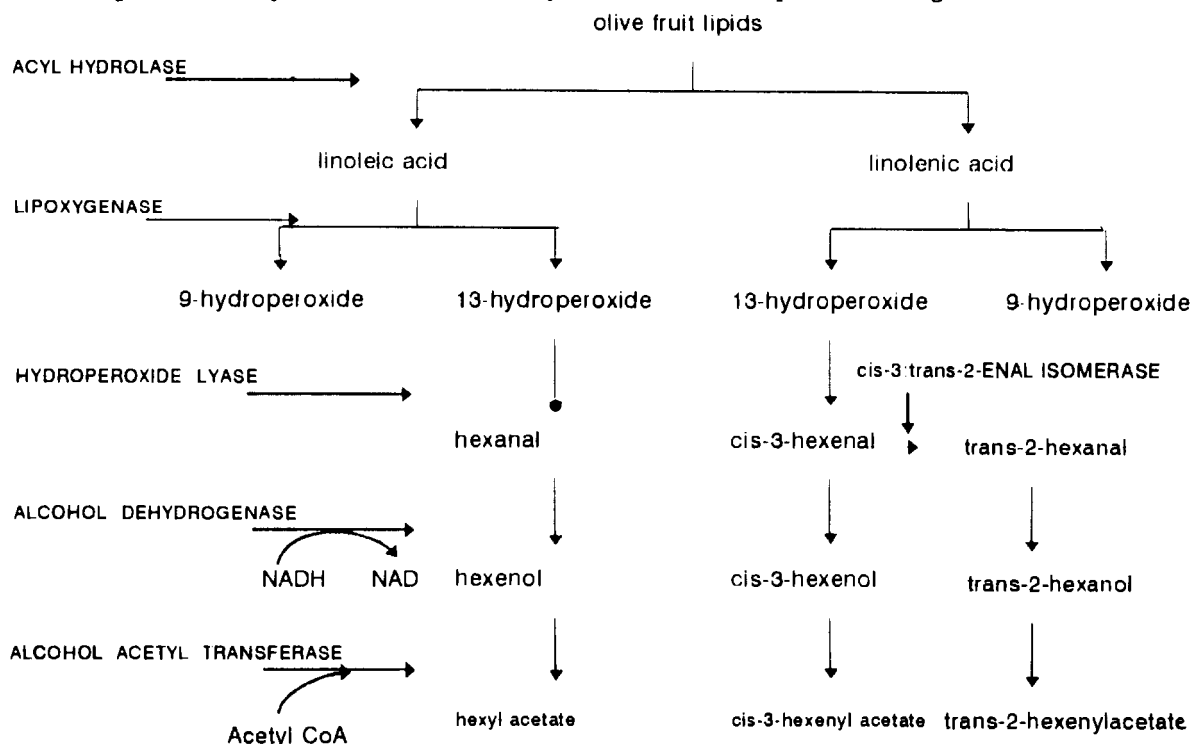 olive fruit lipids
ACYL HYDROLASE
linoleic acid
linolenic acid
LIPOXYGENASE
9-hydroperoxide
13-hydroperoxide
13-hydroperoxide
9-hydroperoxide
HYDROPEROXIDE LYASE
cis-3:trans-2-ENAL ISOMERASE
hexanal
cis-3-hexenal
trans-2-hexanal
ALCOHOL DEHYDROGENASE
NADH
NAD
hexenol
cis-3-hexenol
trans-2-hexanol
ALCOHOL ACETYL TRANSFERASE
Acetyl CoA
hexyl acetate
cis-3-hexenyl acetate
trans-2-hexenylacetate